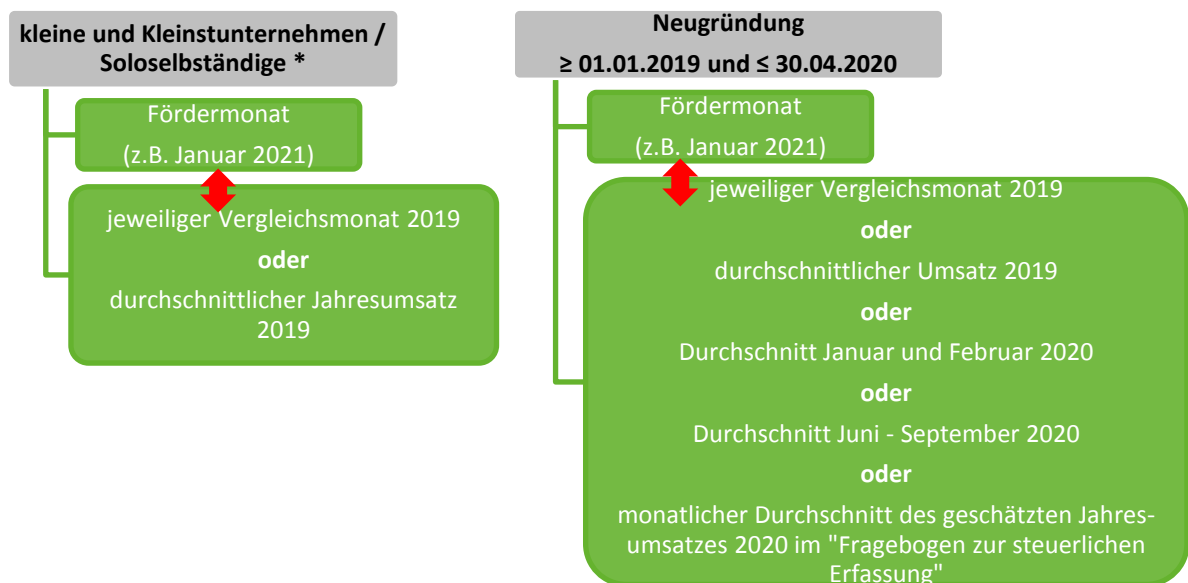 kleine und Kleinstunternehmen /
Soloselbständige *
Fördermonat
(z.B. Januar 2021)
jeweiliger Vergleichsmonat 2019
oder
durchschnittlicher Jahresumsatz
2019
Neugründung
≥ 01.01.2019 und ≤ 30.04.2020
Fördermonat
(z.B. Januar 2021)
jeweiliger Vergleichsmonat 2019
oder
durchschnittlicher Umsatz 2019
oder
Durchschnitt Januar und Februar 2020
oder
Durchschnitt Juni - September 2020
oder
monatlicher Durchschnitt des geschätzten Jahres-
umsatzes 2020 im "Fragebogen zur steuerlichen
Erfassung"